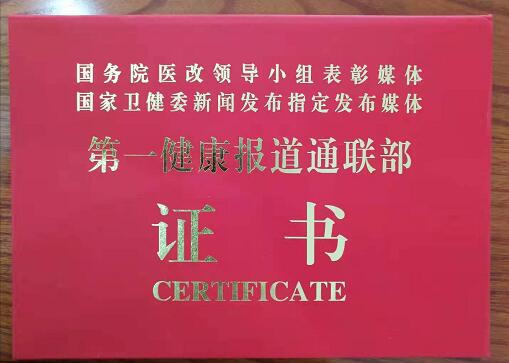 国务院医改领导小组表彰媒体
国家卫健委新闻发布指定发布媒体
第一健康报道通联部
证书
CERTIFICATE